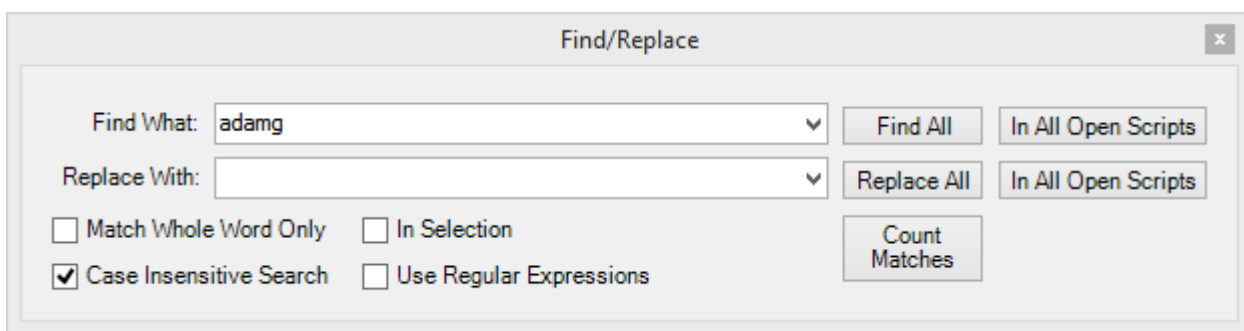 Find/Replace
x
Find What: adamg Find All In All Open Scripts
Replace With: Replace All In All Open Scripts
Match Whole Word Only In Selection Count
Matches
Case Insensitive Search Use Regular Expressions